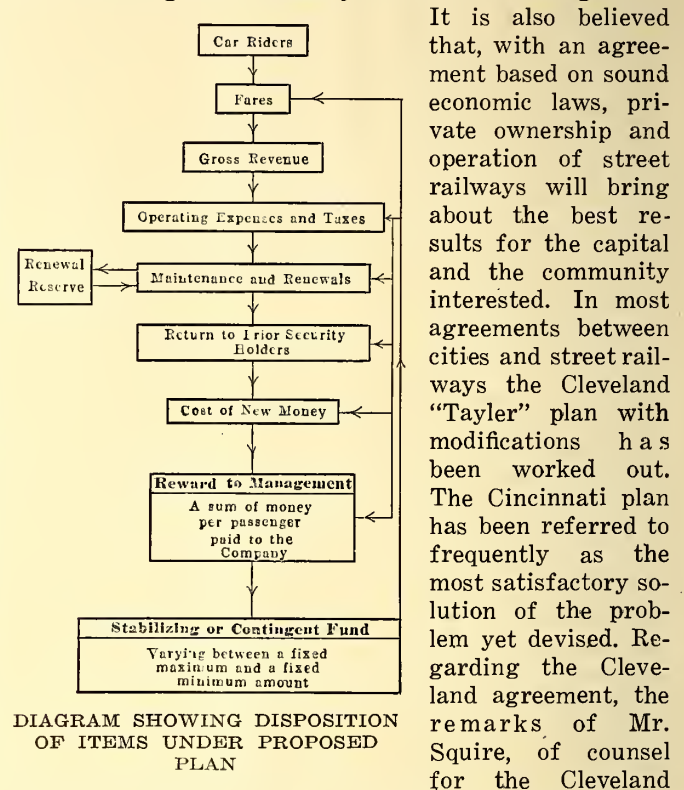 Car Riders
Fares
Gross Revenue
Operating Expenses and Taxes
Renewal
Reserve
Maintenance and Renewals
Return to Prior Security
Holders
Cost of New Money
Reward to Management
A sum of money
per passenger
paid to the
Company
Stabilizing or Contingent Fund
Varying between a fixed
maximum and a fixed
minimum amount
DIAGRAM SHOWING DISPOSITION
OF ITEMS UNDER PROPOSED
PLAN
It is also believed
that, with an agree-
ment based on sound
economic laws, pri-
vate ownership and
operation of street
railways will bring
about the best re-
sults for the capital
and the community
interested. In most
agreements between
cities and street rail-
ways the Cleveland
"Tayler" plan with
modifications has
been worked out.
The Cincinnati plan
has been referred to
frequently as the
most satisfactory so-
lution of the prob-
lem yet devised. Re-
garding the Cleve-
land agreement, the
remarks of Mr.
Squire, of counsel
for the Cleveland